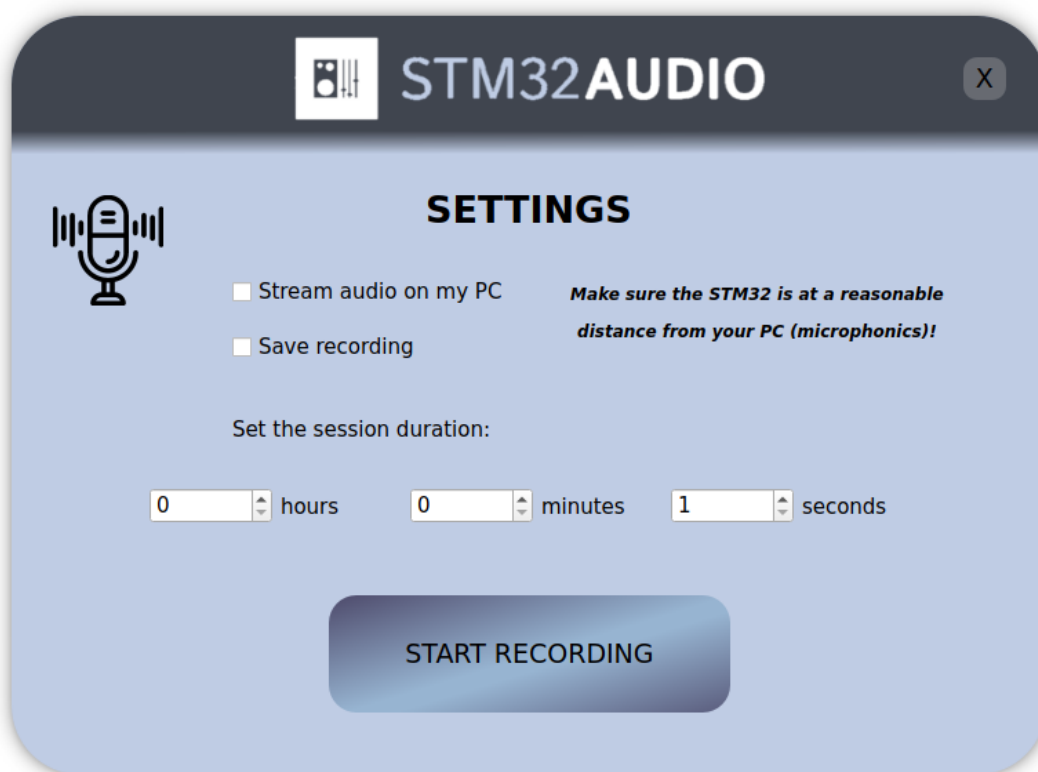 STM32AUDIO
X
SETTINGS
Stream audio on my PC
Make sure the STM32 is at a reasonable
distance from your PC (microphonics)!
Save recording
Set the session duration:
0 hours 0 minutes 1 seconds
START RECORDING